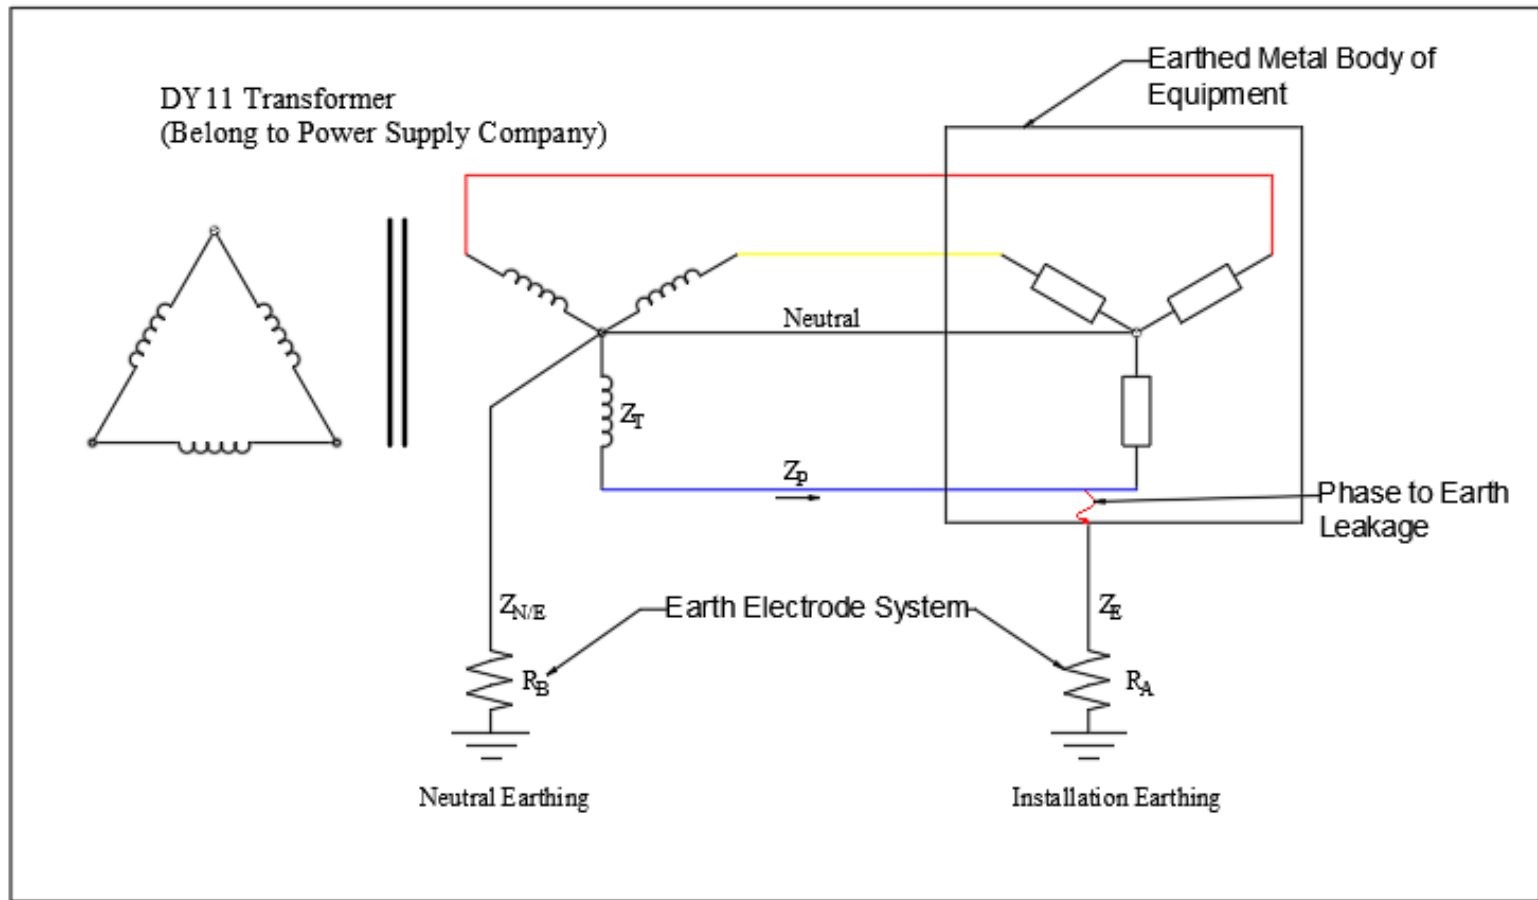 DY 11 Transformer
(Belong to Power Supply Company)
Earthed Metal Body of
Equipment
Neutral
ZT
ZP
Phase to Earth
Leakage
ZN/E
Earth Electrode System
ZE
RB
RA
Neutral Earthing
Installation Earthing